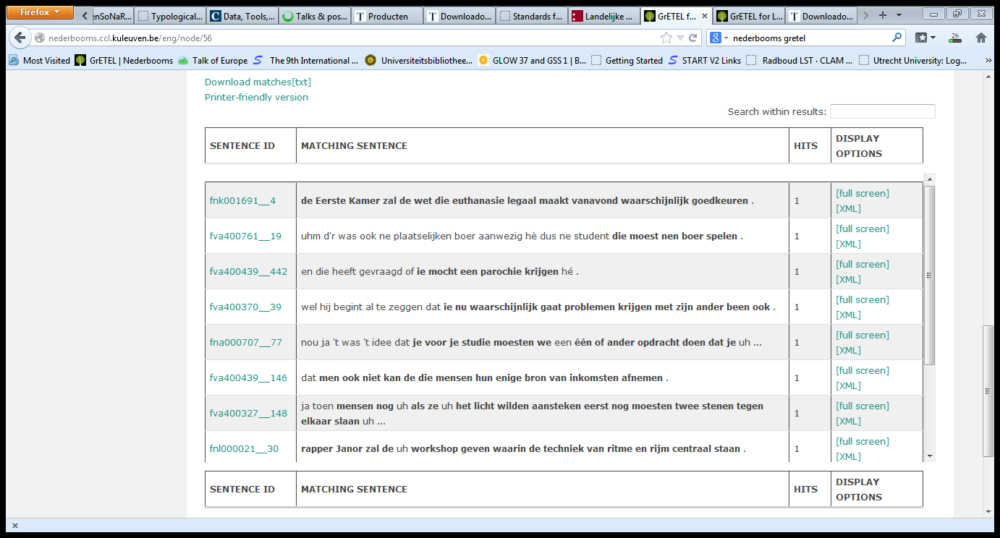 Firefox
enSoNaR...
Typological...
Data, Tools,...
Talks & pos...
Producten
Downloado...
Standards f...
Landelijke ...
GrETEL f...
GrETEL for L...
Downloado...
nederbooms.ccl.kuleuven.be/eng/node/56
nederbooms gretel
2h
Most Visited
GrETEL | Nederbooms
Talk of Europe
The 9th International ...
Universiteitsbibliothee...
GLOW 37 and GSS 1 | B...
Getting Started
START V2 Links
Radboud LST · CLAM ...
Utrecht University: Log...
Download matches[txt]
Printer-friendly version
Search within results:
SENTENCE ID MATCHING SENTENCE HITS DISPLAY
OPTIONS
fnk001691__4 de Eerste Kamer zal de wet die euthanasie legaal maakt vanavond waarschijnlijk goedkeuren . 1 [full screen]
[XML]
fva400761__19 uhm d'r was ook ne plaatselijken boer aanwezig hè dus ne student die moest nen boer spelen . 1 [full screen]
[XML]
fva400439__442 en die heeft gevraagd of ie mocht een parochie krijgen hé . 1 [full screen]
[XML]
fva400370__39 wel hij begint al te zeggen dat ie nu waarschijnlijk gaat problemen krijgen met zijn ander been ook . 1 [full screen]
[XML]
fna000707__77 nou ja 't was 't idee dat je voor je studie moesten we een één of ander opdracht doen dat je uh ... 1 [full screen]
[XML]
fva400439__146 dat men ook niet kan de die mensen hun enige bron van inkomsten afnemen . 1 [full screen]
[XML]
fva400327__148 ja toen mensen nog uh als ze uh het licht wilden aansteken eerst nog moesten twee stenen tegen
elkaar slaan uh ... 1 [full screen]
[XML]
fnl000021__30 rapper Janor zal de uh workshop geven waarin de techniek van ritme en rijm centraal staan . 1 [full screen]
[XML]
SENTENCE ID MATCHING SENTENCE HITS DISPLAY
OPTIONS